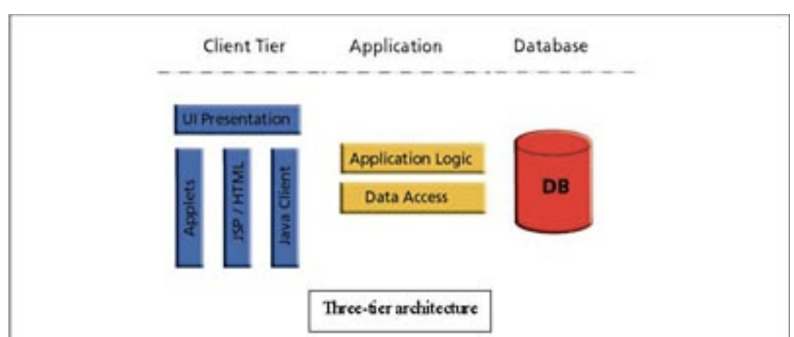 Client Tier Application Database
UI Presentation
Applets
JSP / HTML
Java Client
Application Logic
Data Access
DB
Three-tier architecture